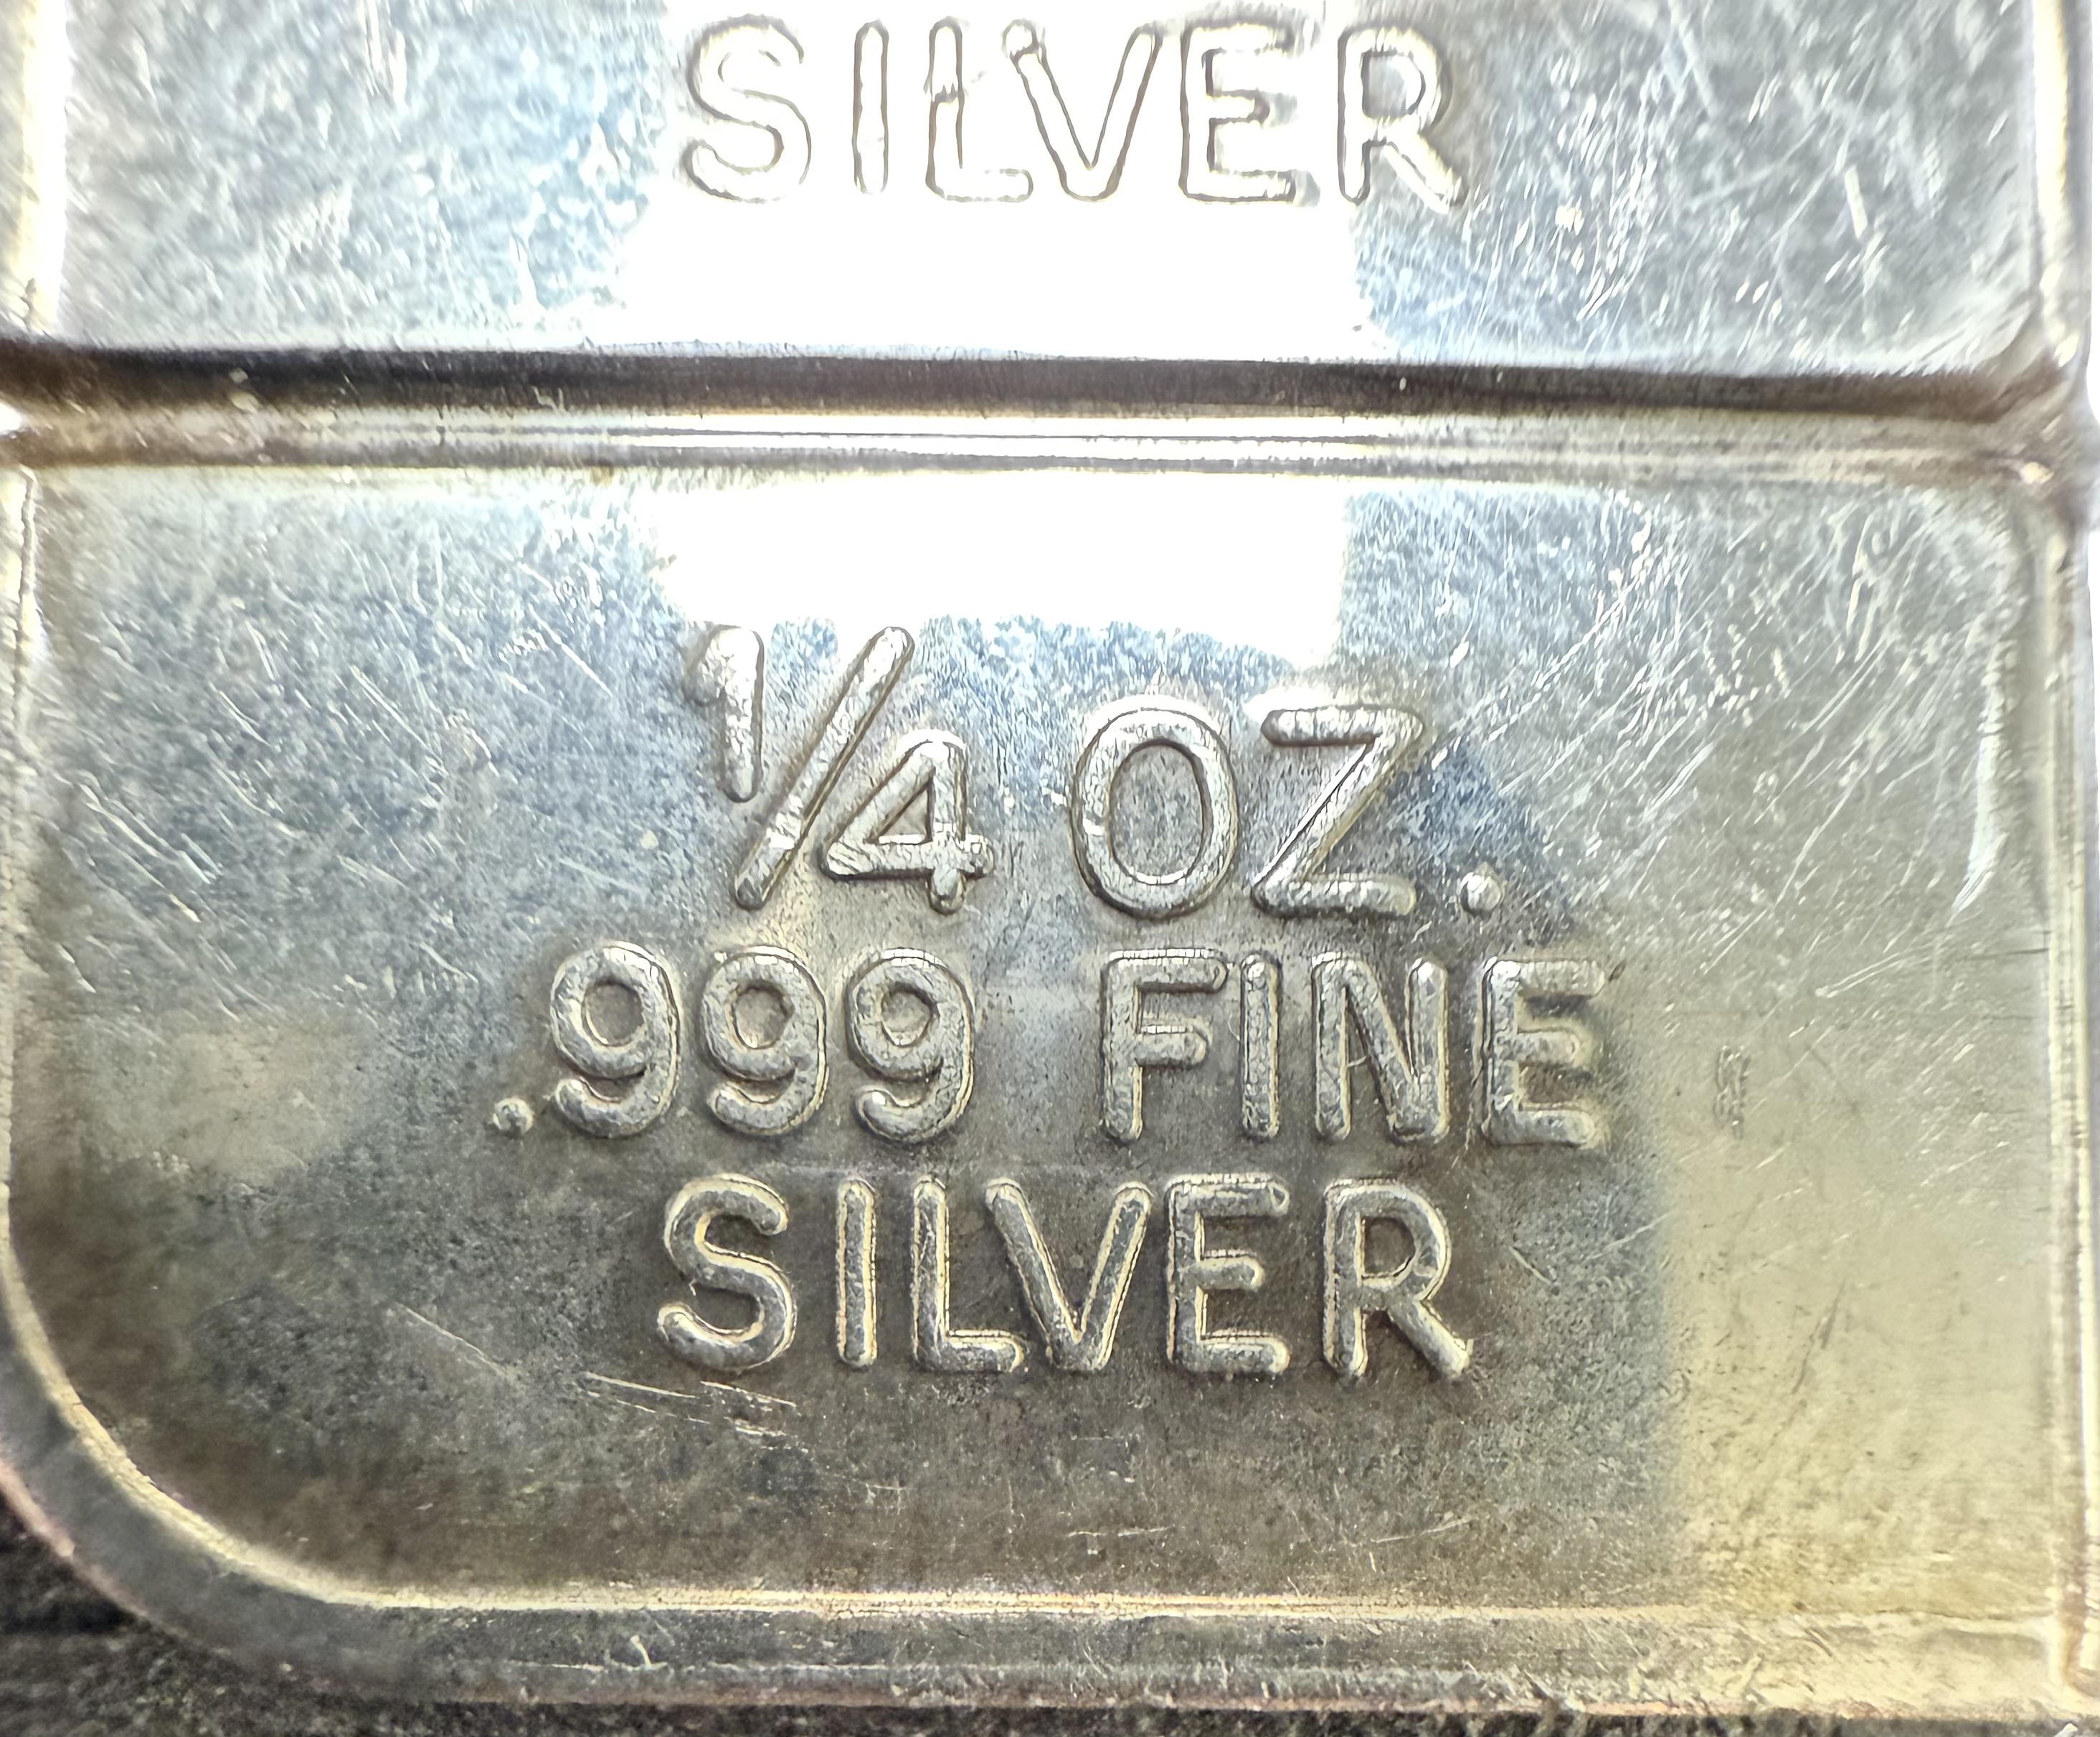 SILVER
1/4 OZ.
.999 FINE
SILVER